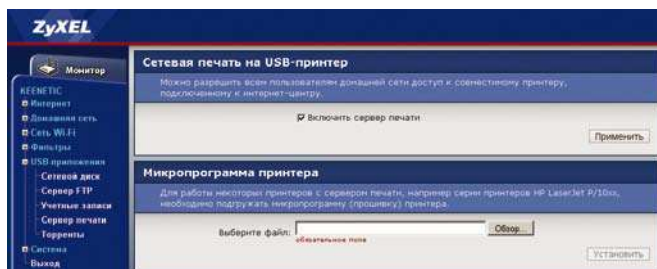 ZyXEL
Монитор
KEENETIC
Интернет
Домашняя сеть
Сеть Wi-Fi
Фильтры
USB приложения
Сетевой диск
Сервер FTP
Учетные записи
Сервер печати
Торренты
Система
Выход
Сетевая печать на USB-принтер
Можно разрешить всем пользователям домашней сети доступ к совместимому принтеру,
подключенному к интернет-центру.
Включить сервер печати
Применить
Микропрограмма принтера
Для работы некоторых принтеров с сервером печати, например серии принтеров HP LaserJet P/10xx,
необходимо подгружать микропрограмму (прошивку) принтера.
Выберите файл:
Обзор...
обязательное поле
Установить